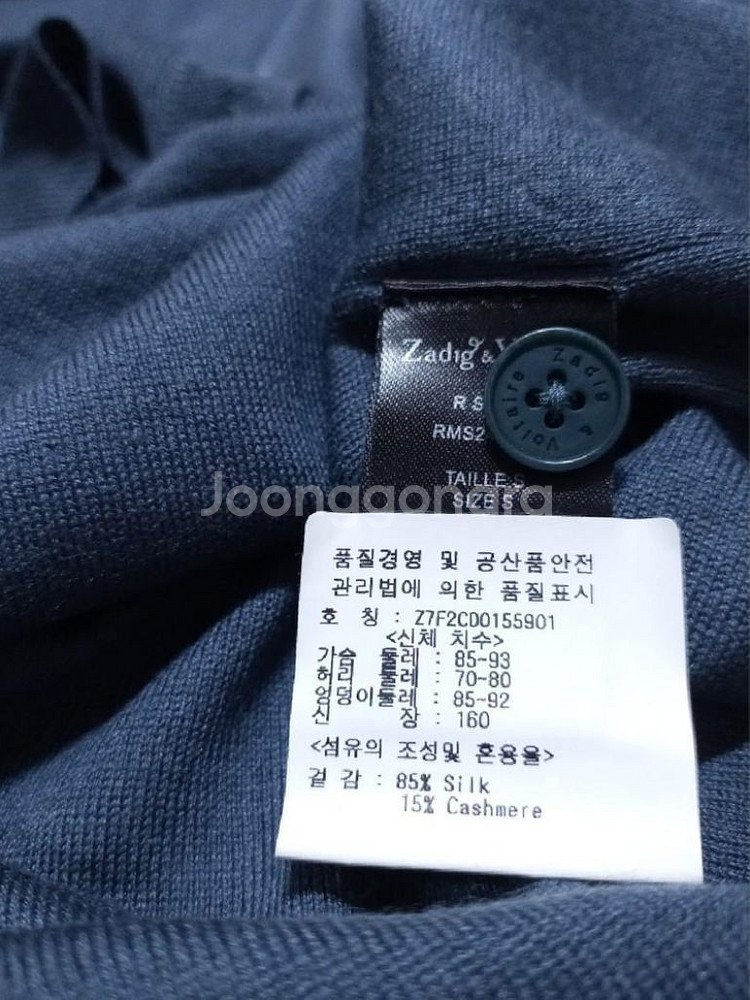 Zadig &
Zadig & Voltaire
R S
RMS2
TAILLE S
SIZE S
Joonggonara
품질경영 및 공산품안전
관리법에 의한 품질표시
호 칭 : Z7F2CD0155901
<신체 치수>
가슴 둘레 : 85-93
허리 둘레 : 70-80
엉덩이둘레 : 85-92
신 장 : 160
<섬유의 조성및 혼용율>
겉 감 : 85% Silk
15% Cashmere